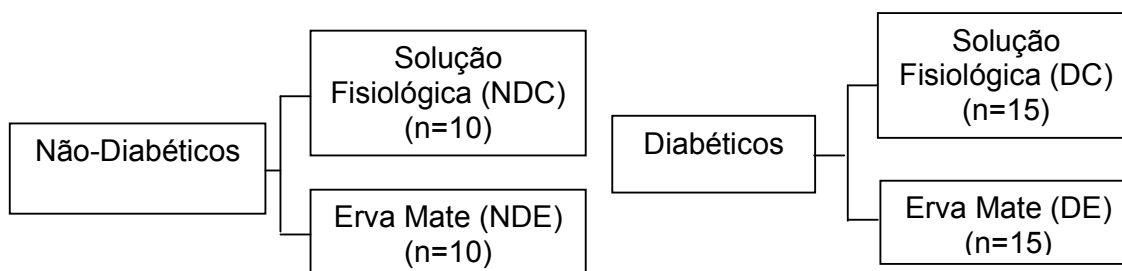 Não-Diabéticos
Solução
Fisiológica (NDC)
(n=10)
Erva Mate (NDE)
(n=10)
Diabéticos
Solução
Fisiológica (DC)
(n=15)
Erva Mate (DE)
(n=15)